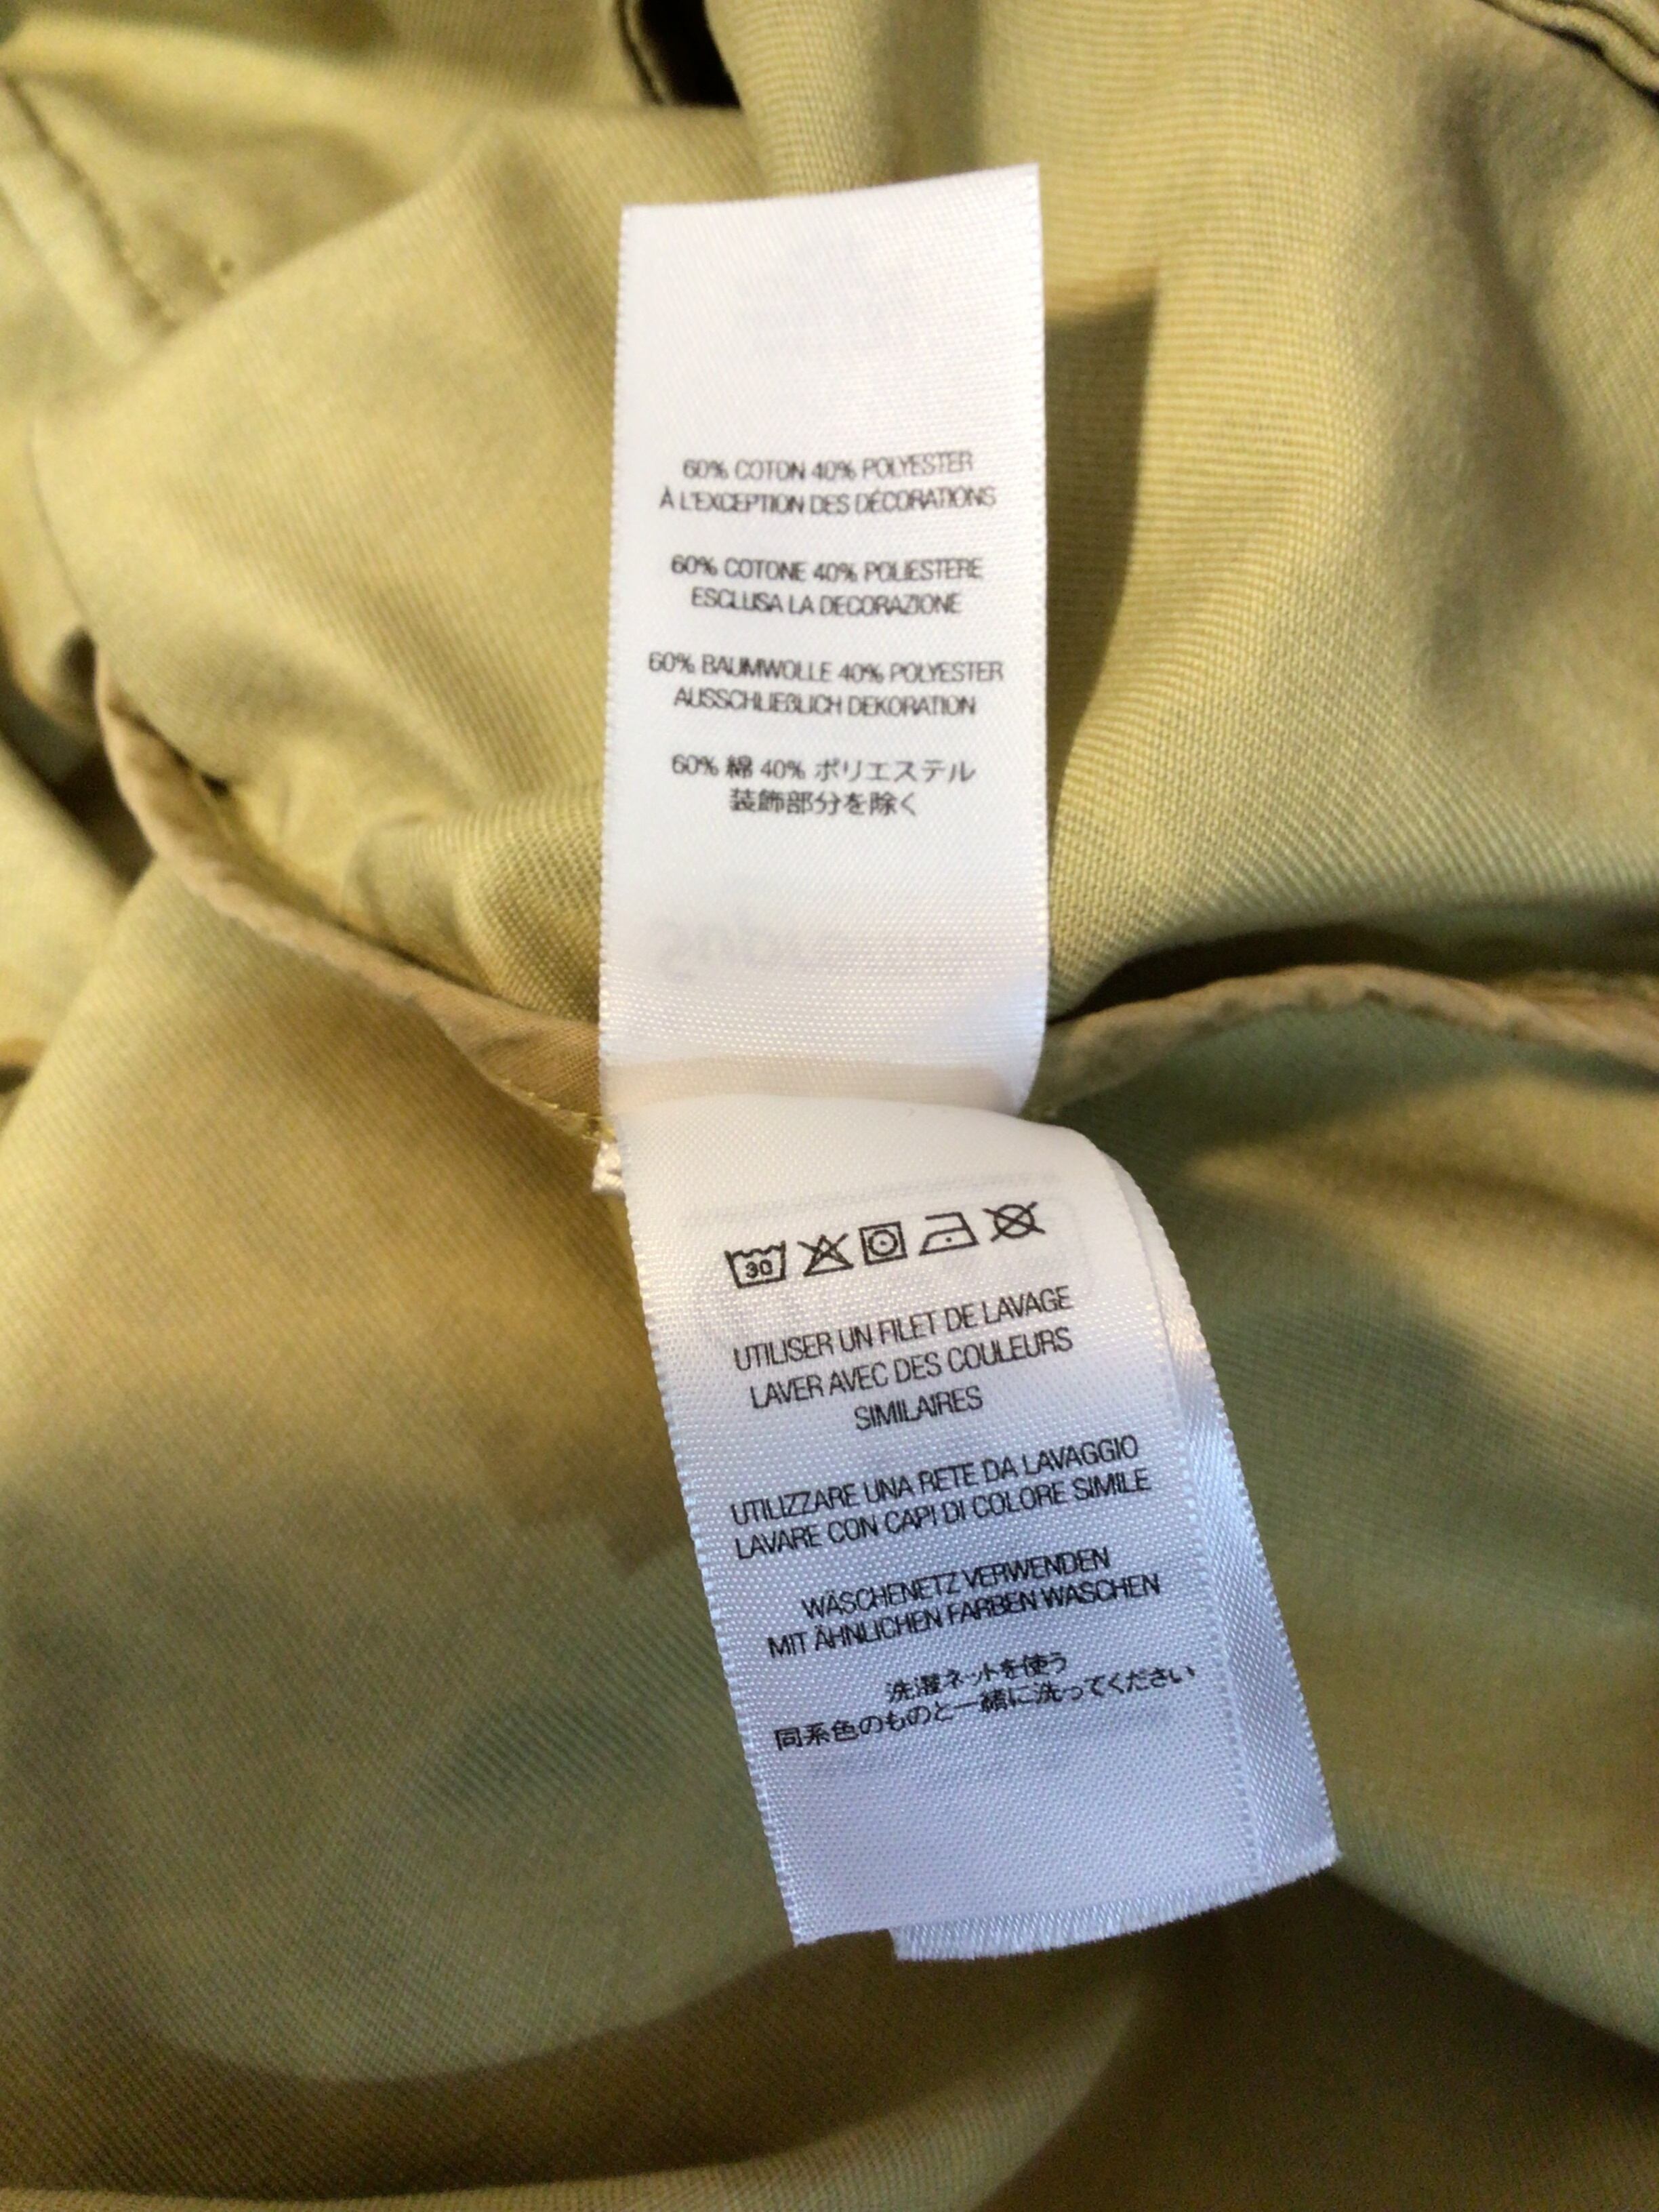 60% COTON 40% POLYESTER
À L'EXCEPTION DES DÉCORATIONS
60% COTONE 40% POLIESTERE
ESCLUSA LA DECORAZIONE
60% BAUMWOLLE 40% POLYESTER
AUSSCHLIEßLICH DEKORATION
60% 綿 40% ポリエステル
装飾部分を除く
30
UTILISER UN FILET DE LAVAGE
LAVER AVEC DES COULEURS
SIMILAIRES
UTILIZZARE UNA RETE DA LAVAGGIO
LAVARE CON CAPI DI COLORE SIMILE
WÄSCHENETZ VERWENDEN
MIT ÄHNLICHEN FARBEN WASCHEN
洗濯ネットを使う
同系色のものと一緒に洗ってください